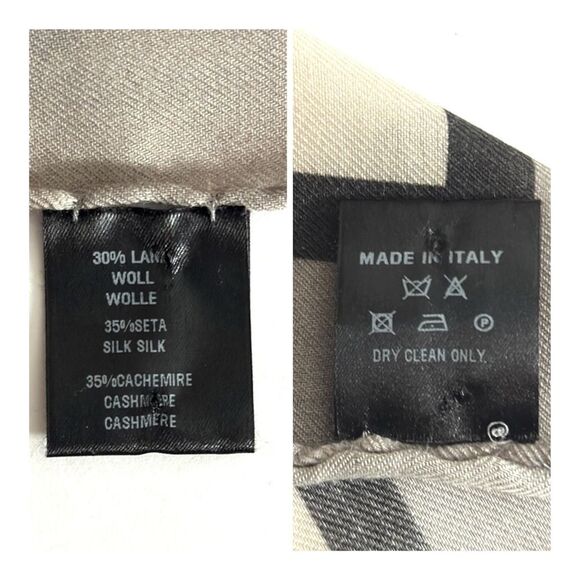 30% LANA
WOLL
WOLLE
35%SETA
SILK SILK
35%CACHEMIRE
CASHMERE
CASHMERE
MADE IN ITALY
P
DRY CLEAN ONLY